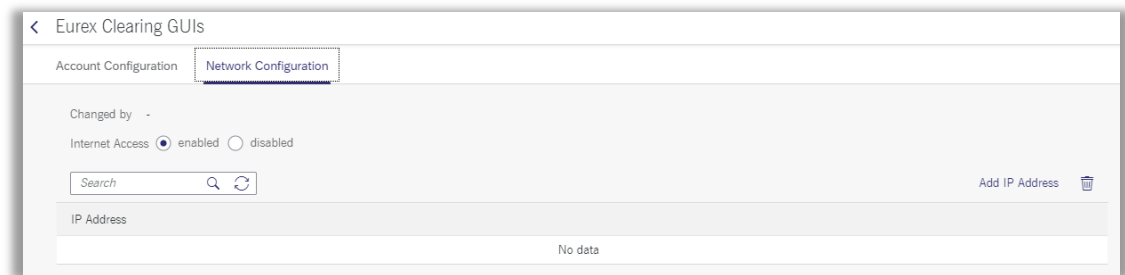 Eurex Clearing GUIs
Account Configuration Network Configuration
Changed by -
Internet Access enabled disabled
Search Add IP Address
IP Address
No data